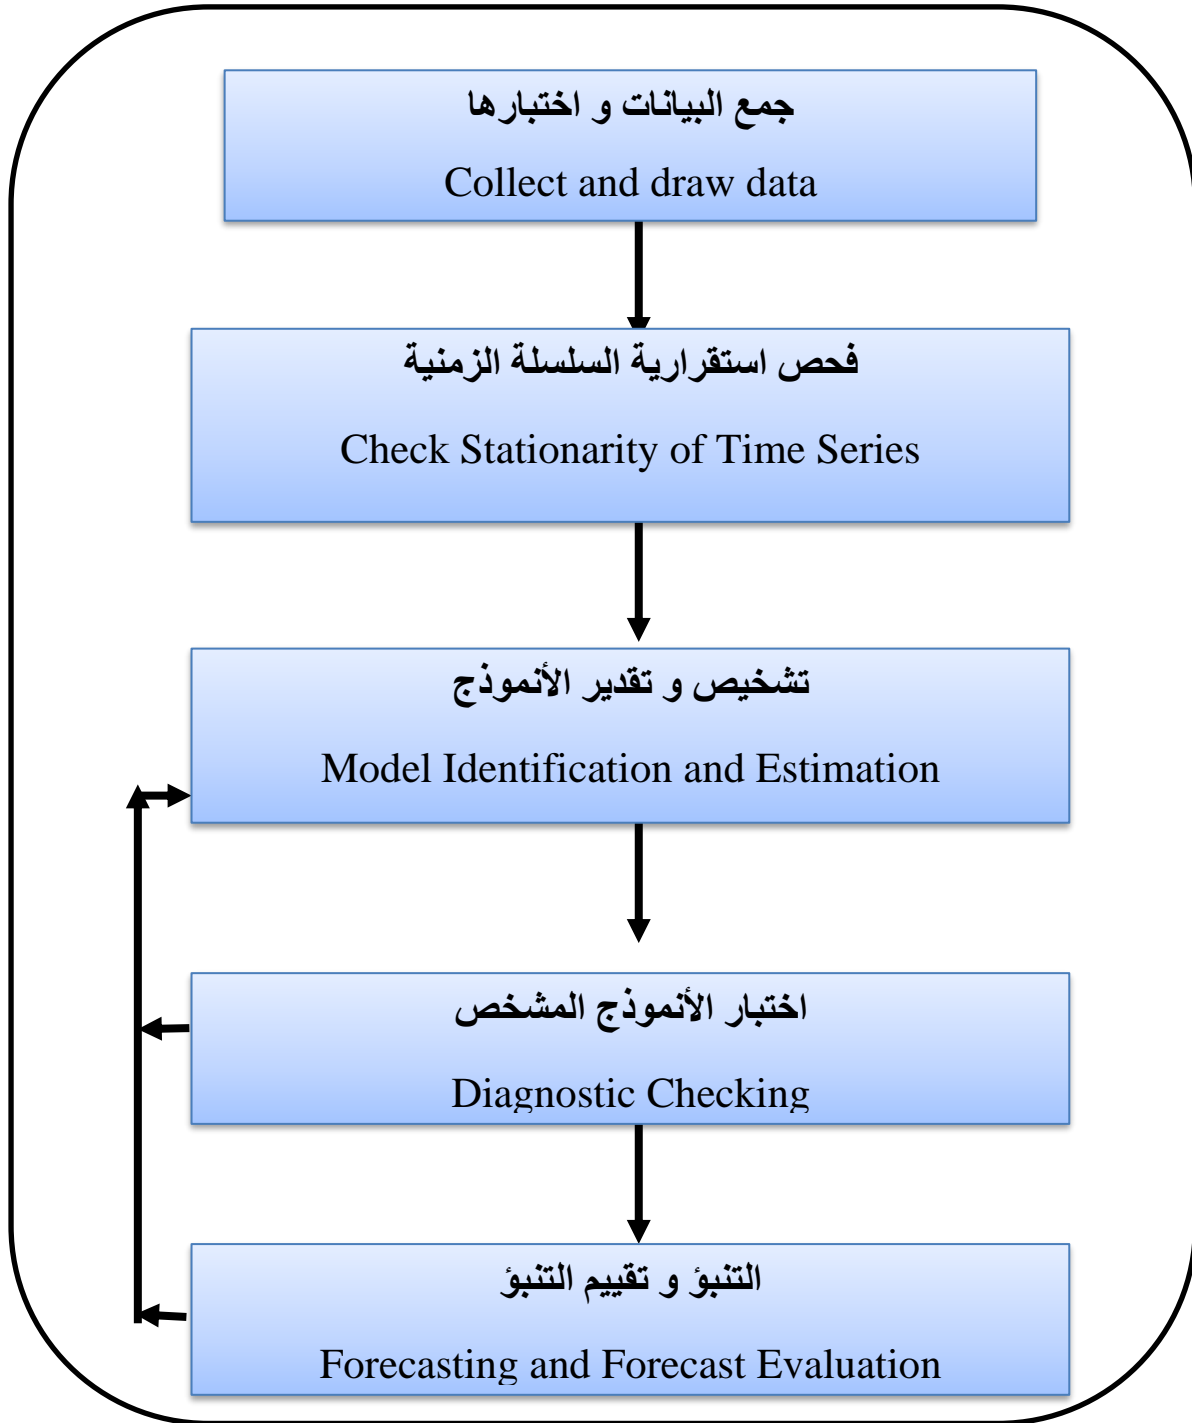 جمع البيانات و اختبارها
Collect and draw data
فحص استقرارية السلسلة الزمنية
Check Stationarity of Time Series
تشخيص و تقدير الأنموذج
Model Identification and Estimation
اختبار الأنموذج المشخص
Diagnostic Checking
التنبؤ و تقييم التنبؤ
Forecasting and Forecast Evaluation